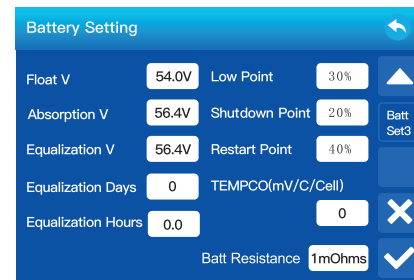 Battery Setting
Float V 54.0V Low Point 30%
Absorption V 56.4V Shutdown Point 20% Batt
Set3
Equalization V 56.4V Restart Point 40%
Equalization Days 0 TEMPCO(mV/C/Cell)
Equalization Hours 0.0 0
Batt Resistance 1mOhms